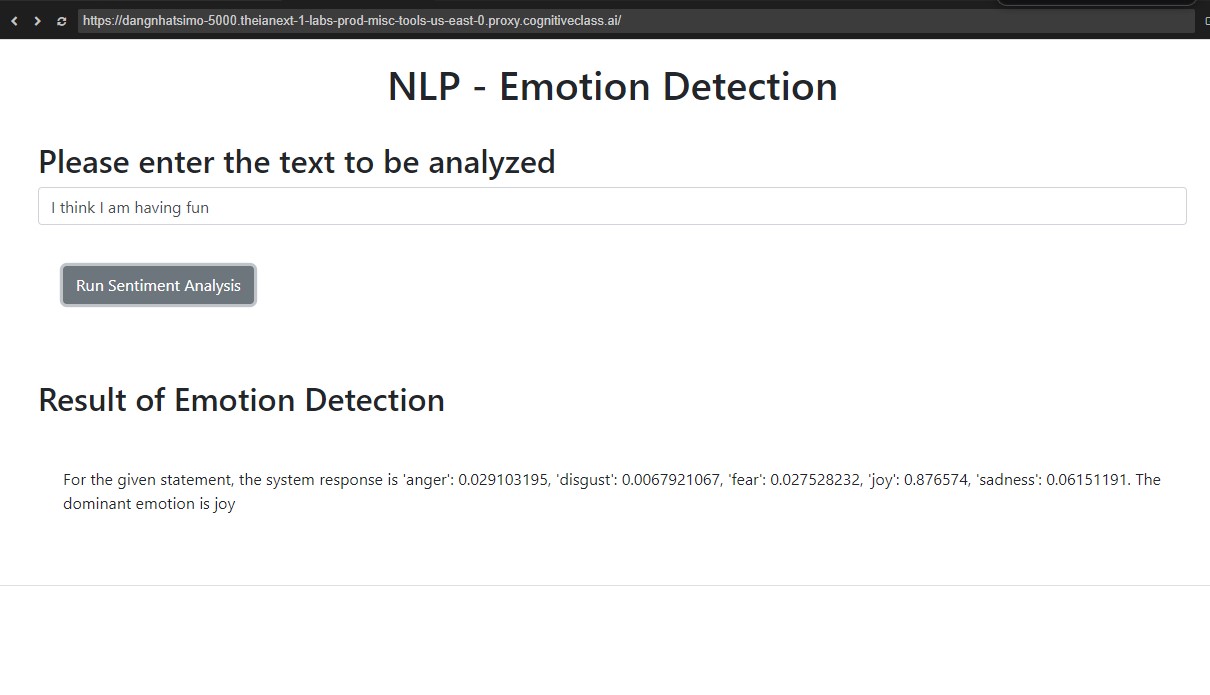 https://dangnhatsimo-5000.theianext-1-labs-prod-misc-tools-us-east-0.proxy.cognitiveclass.ai/
NLP - Emotion Detection
Please enter the text to be analyzed
I think I am having fun
Run Sentiment Analysis
Result of Emotion Detection
For the given statement, the system response is 'anger': 0.029103195, 'disgust': 0.0067921067, 'fear': 0.027528232, 'joy': 0.876574, 'sadness': 0.06151191. The
dominant emotion is joy